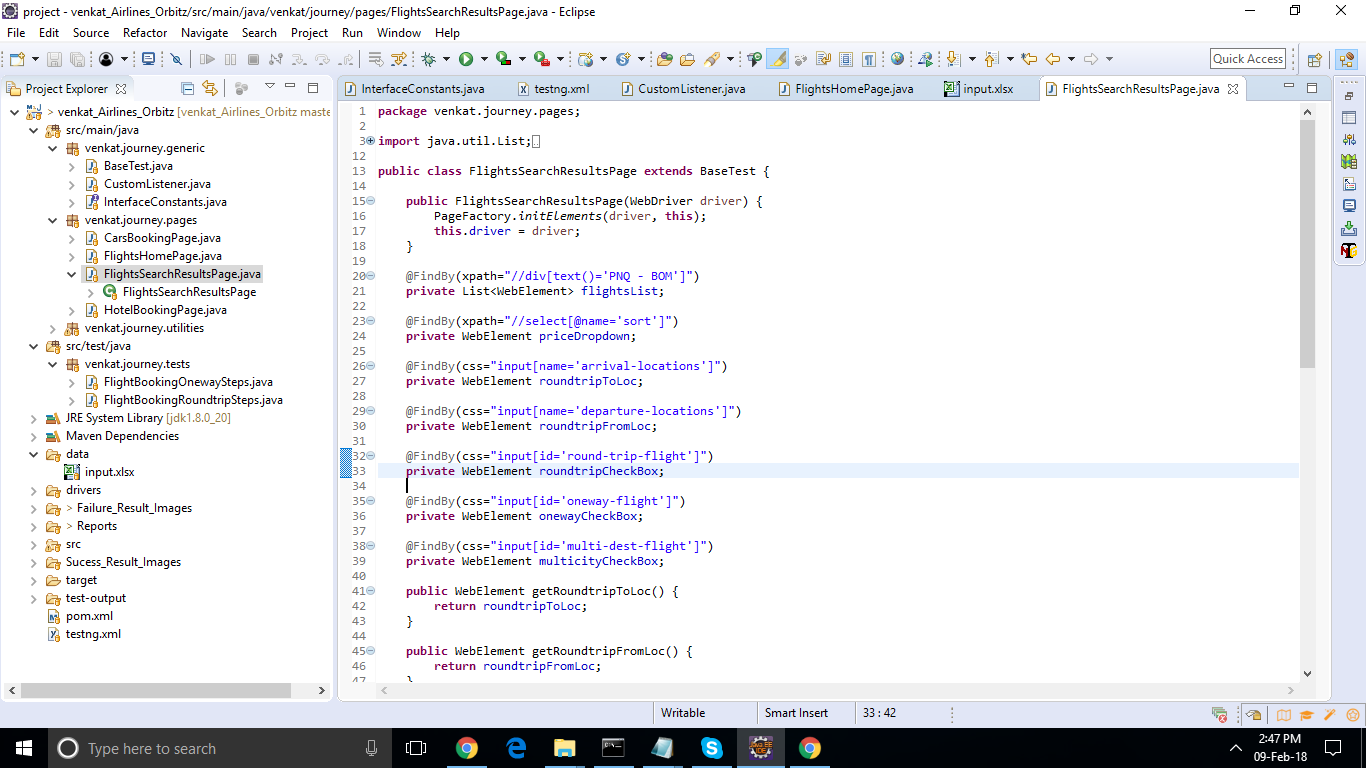 project - venkat_Airlines_Orbitz/src/main/java/venkat/journey/pages/FlightsSearchResultsPage.java - Eclipse
File Edit Source Refactor Navigate Search Project Run Window Help
Quick Access
Project Explorer
> venkat_Airlines_Orbitz [venkat_Airlines_Orbitz maste
src/main/java
venkat.journey.generic
BaseTest.java
CustomListener.java
InterfaceConstants.java
venkat.journey.pages
CarsBookingPage.java
FlightsHomePage.java
FlightsSearchResultsPage.java
FlightsSearchResultsPage
HotelBookingPage.java
venkat.journey.utilities
src/test/java
venkat.journey.tests
FlightBookingOnewaySteps.java
FlightBookingRoundtripSteps.java
JRE System Library [jdk1.8.0_20]
Maven Dependencies
data
input.xlsx
drivers
> Failure_Result_Images
> Reports
src
Sucess_Result_Images
target
test-output
pom.xml
testng.xml
InterfaceConstants.java testng.xml CustomListener.java FlightsHomePage.java input.xlsx FlightsSearchResultsPage.java
1 package venkat.journey.pages;
2
3 import java.util.List;
12
13 public class FlightsSearchResultsPage extends BaseTest {
14
15 public FlightsSearchResultsPage(WebDriver driver) {
16 PageFactory.initElements(driver, this);
17 this.driver = driver;
18 }
19
20 @FindBy(xpath="//div[text()='PNQ - BOM']")
21 private List<WebElement> flightsList;
22
23 @FindBy(xpath="//select[@name='sort']")
24 private WebElement priceDropdown;
25
26 @FindBy(css="input[name='arrival-locations']")
27 private WebElement roundtripToLoc;
28
29 @FindBy(css="input[name='departure-locations']")
30 private WebElement roundtripFromLoc;
31
32 @FindBy(css="input[id='round-trip-flight']")
33 private WebElement roundtripCheckBox;
34
35 @FindBy(css="input[id='oneway-flight']")
36 private WebElement onewayCheckBox;
37
38 @FindBy(css="input[id='multi-dest-flight']")
39 private WebElement multicityCheckBox;
40
41 public WebElement getRoundtripToLoc() {
42 return roundtripToLoc;
43 }
44
45 public WebElement getRoundtripFromLoc() {
46 return roundtripFromLoc;
47 }
Writable Smart Insert 33 : 42
Type here to search
2:47 PM
09-Feb-18